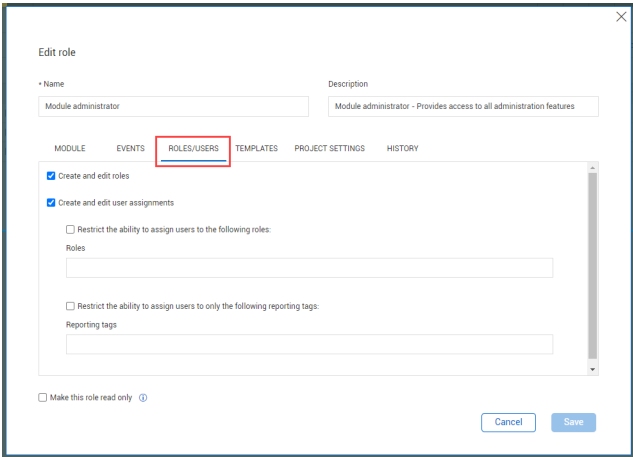 Edit role
* Name
Description
Module administrator
Module administrator - Provides access to all administration features
MODULE EVENTS ROLES/USERS TEMPLATES PROJECT SETTINGS HISTORY
Create and edit roles
Create and edit user assignments
Restrict the ability to assign users to the following roles:
Roles
Restrict the ability to assign users to only the following reporting tags:
Reporting tags
Make this role read only
Cancel
Save